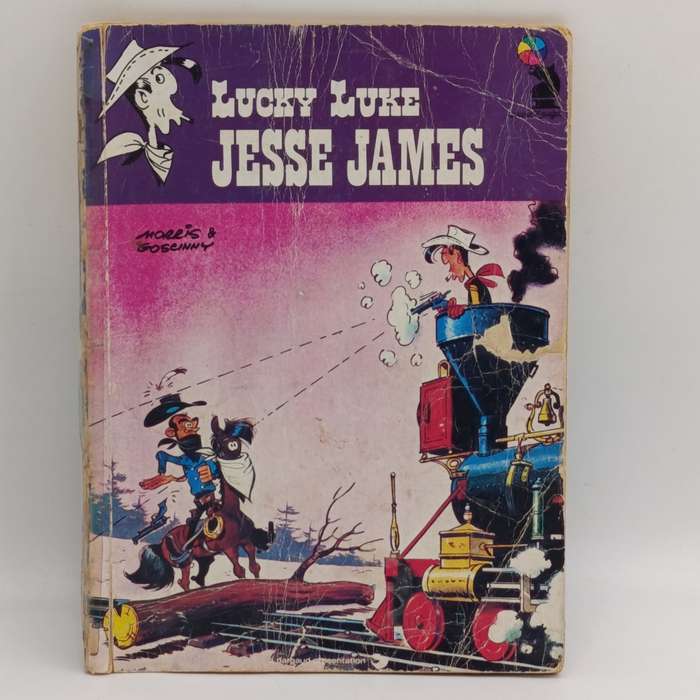 LUCKY LUKE
JESSE JAMES
MORRIS &
GOSCINNY
dargaud présentation